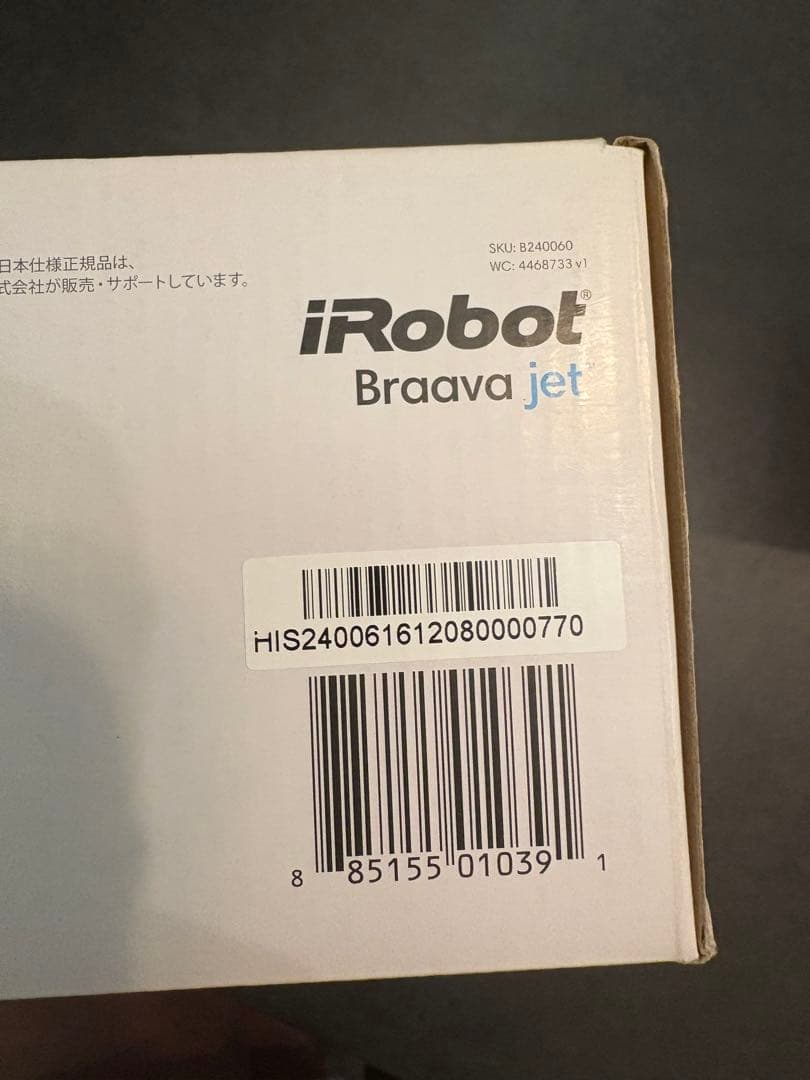 日本仕様正規品は、
式会社が販売・サポートしています。
SKU: B240060
WC: 4468733 v1
iRobot®
Braava jet™
HIS240061612080000770
8 85155 01039 1